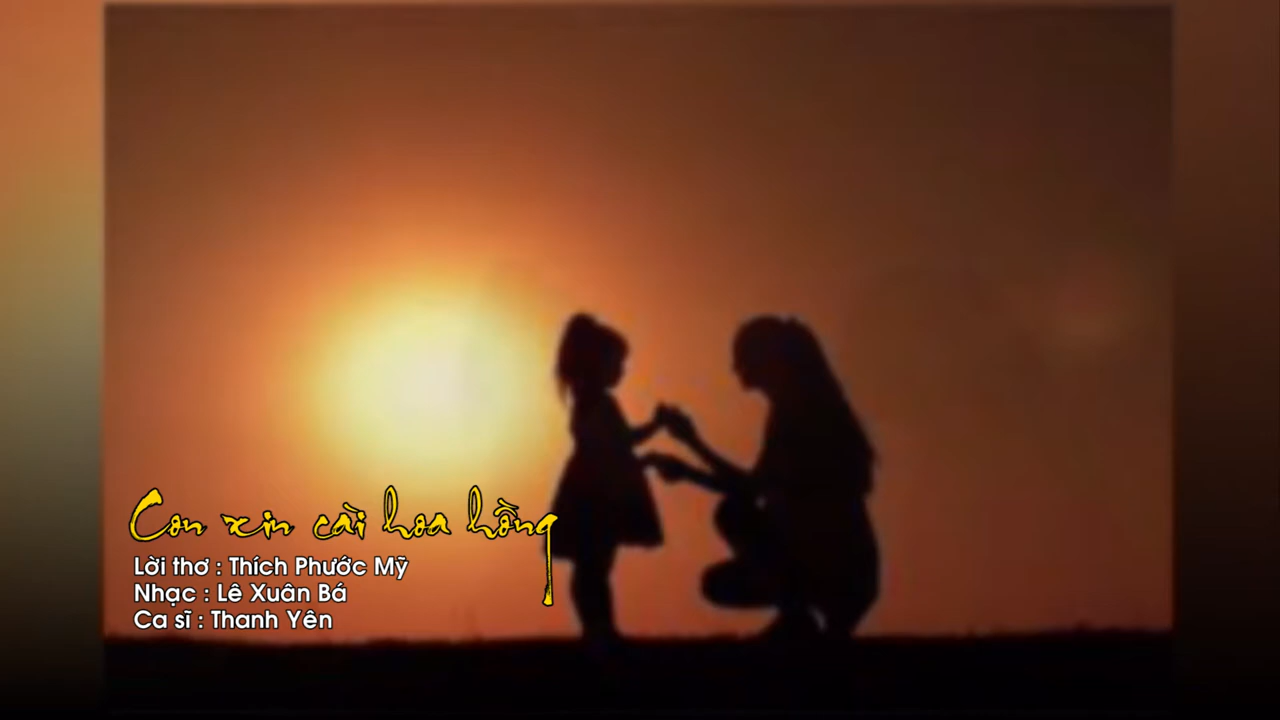 Con xin cài hoa hồng
Lời thơ : Thích Phước Mỹ
Nhạc : Lê Xuân Bá
Ca sĩ : Thanh Yên